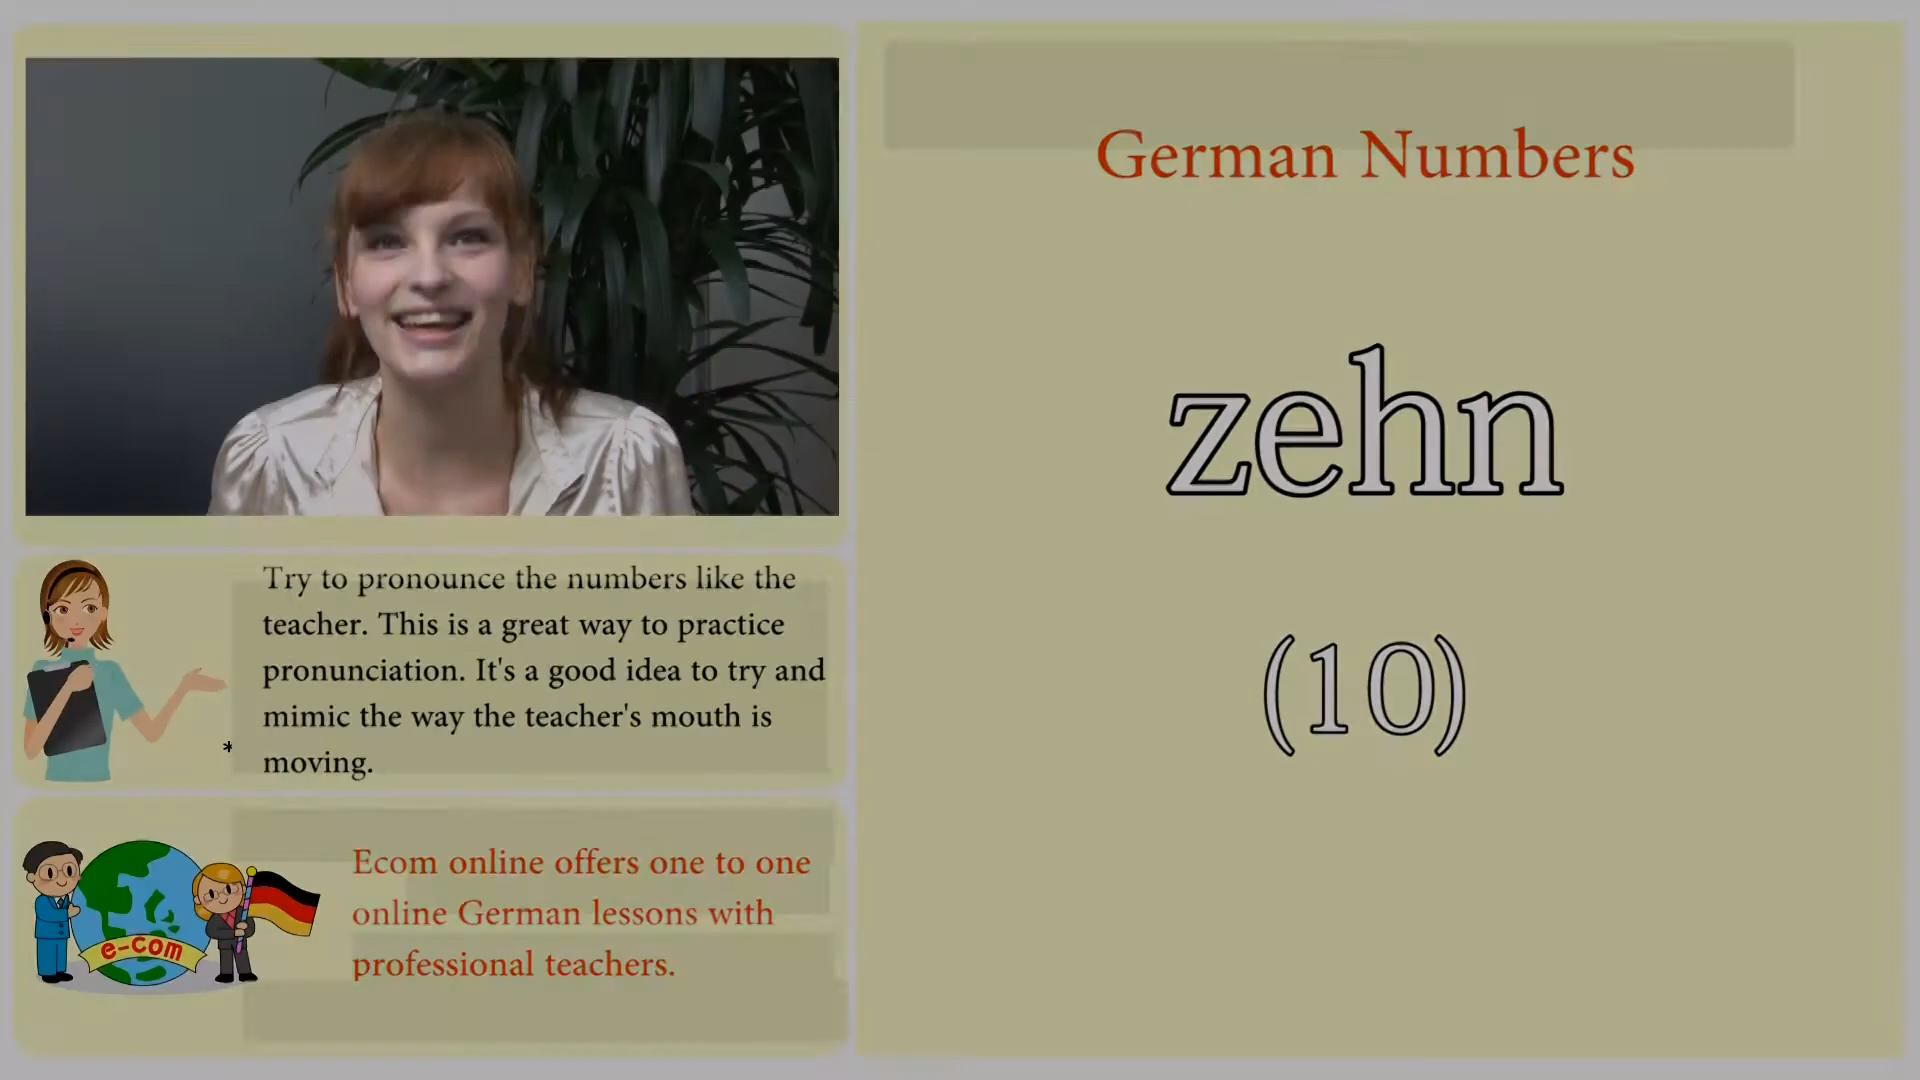 German Numbers
zehn
(10)
Try to pronounce the numbers like the
teacher. This is a great way to practice
pronunciation. It's a good idea to try and
mimic the way the teacher's mouth is
moving.
*
Ecom online offers one to one
online German lessons with
professional teachers.
e-com